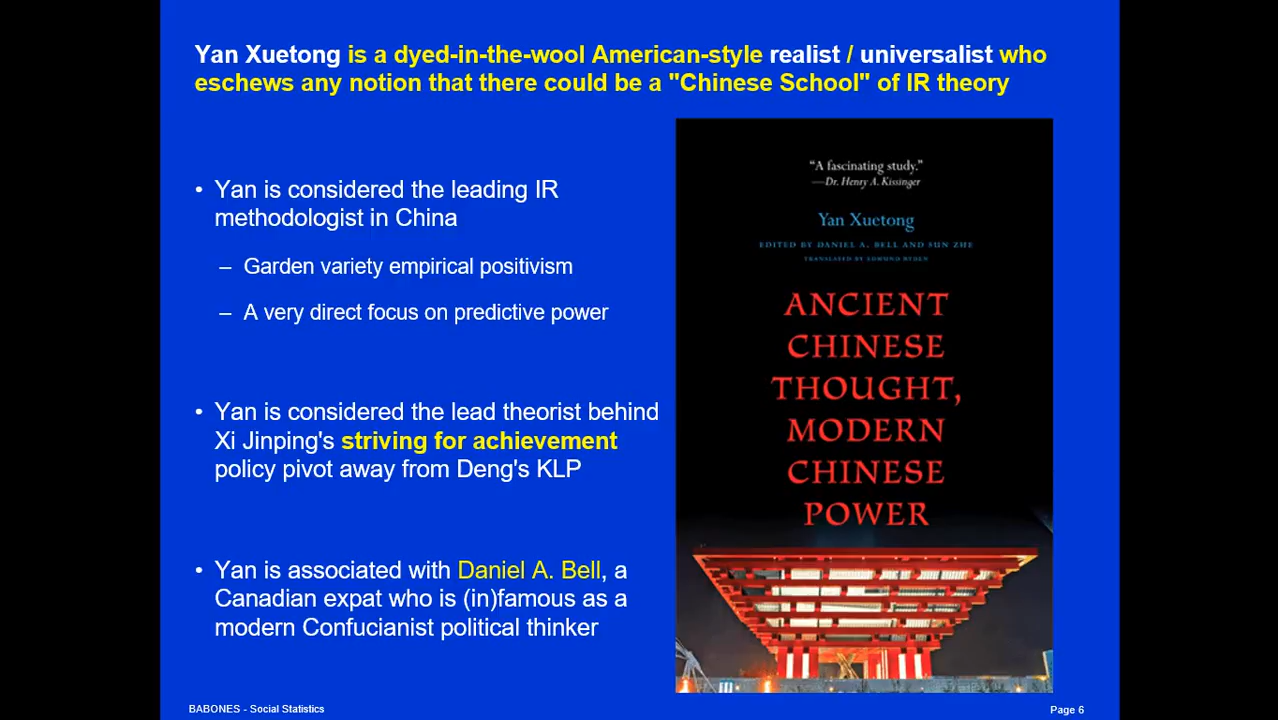 Yan Xuetong is a dyed-in-the-wool American-style realist / universalist who
eschews any notion that there could be a "Chinese School" of IR theory
• Yan is considered the leading IR
methodologist in China
– Garden variety empirical positivism
– A very direct focus on predictive power
• Yan is considered the lead theorist behind
Xi Jinping's striving for achievement
policy pivot away from Deng's KLP
• Yan is associated with Daniel A. Bell, a
Canadian expat who is (in)famous as a
modern Confucianist political thinker
“A fascinating study.”
—Dr. Henry A. Kissinger
Yan Xuetong
EDITED BY DANIEL A. BELL AND SUN ZHE
TRANSLATED BY EDMUND RYDEN
ANCIENT
CHINESE
THOUGHT,
MODERN
CHINESE
POWER
BABONES - Social Statistics
Page 6